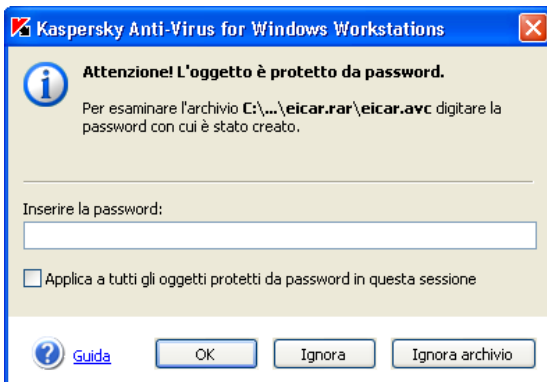 Kaspersky Anti-Virus for Windows Workstations
Attenzione! L'oggetto è protetto da password.
Per esaminare l'archivio C:\...\eicar.rar\eicar.avc digitare la
password con cui è stato creato.
Inserire la password:
Applica a tutti gli oggetti protetti da password in questa sessione
Guida
OK
Ignora
Ignora archivio